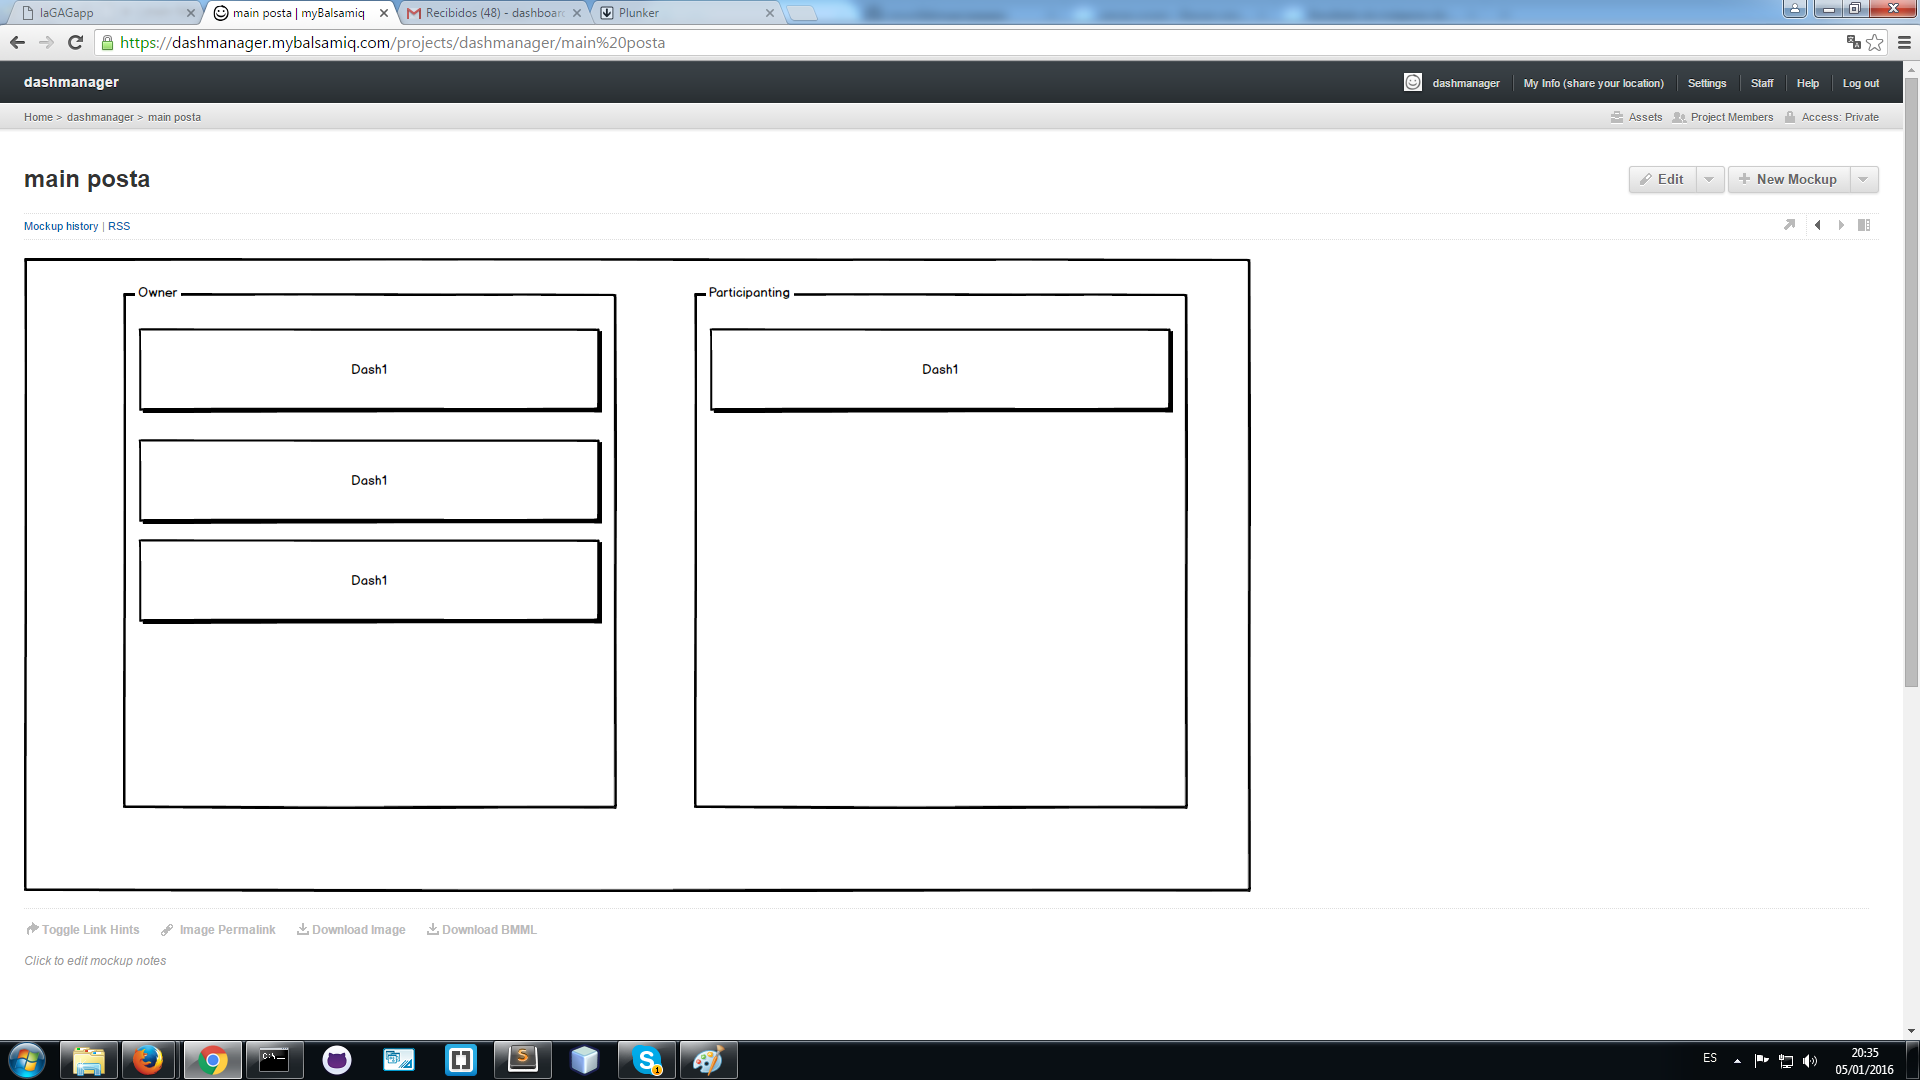 laGAGapp
main posta | myBalsamiq
Recibidos (48) - dashboar
Plunker
https://dashmanager.mybalsamiq.com/projects/dashmanager/main%20posta
dashmanager
dashmanager
My Info (share your location)
Settings
Staff
Help
Log out
Home > dashmanager > main posta
Assets
Project Members
Access: Private
main posta
Edit
New Mockup
Mockup history | RSS
Owner
Participanting
Dash1
Dash1
Dash1
Dash1
Toggle Link Hints
Image Permalink
Download Image
Download BMML
Click to edit mockup notes
C:\_
S
S
1
ES
20:35
05/01/2016